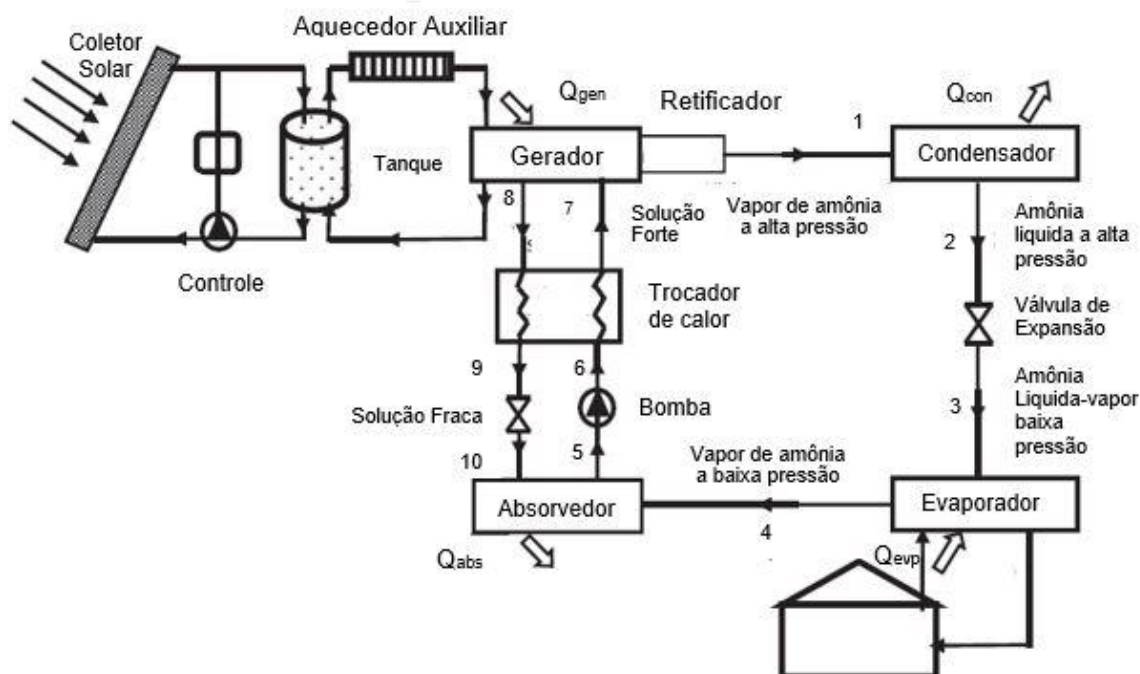 Aquecedor Auxiliar
Coletor
Solar
Qgen
Retificador
Qcon
1
Gerador
Condensador
Tanque
8
7
Solução
Forte
Vapor de amônia
a alta pressão
2
Amônia
liquida a alta
pressão
Controle
Trocador
de calor
Válvula de
Expansão
9
6
3
Amônia
Liquida-vapor
baixa
pressão
Solução Fraca
Bomba
10
5
Vapor de amônia
a baixa pressão
Absorvedor
Evaporador
4
Qabs
Qevp